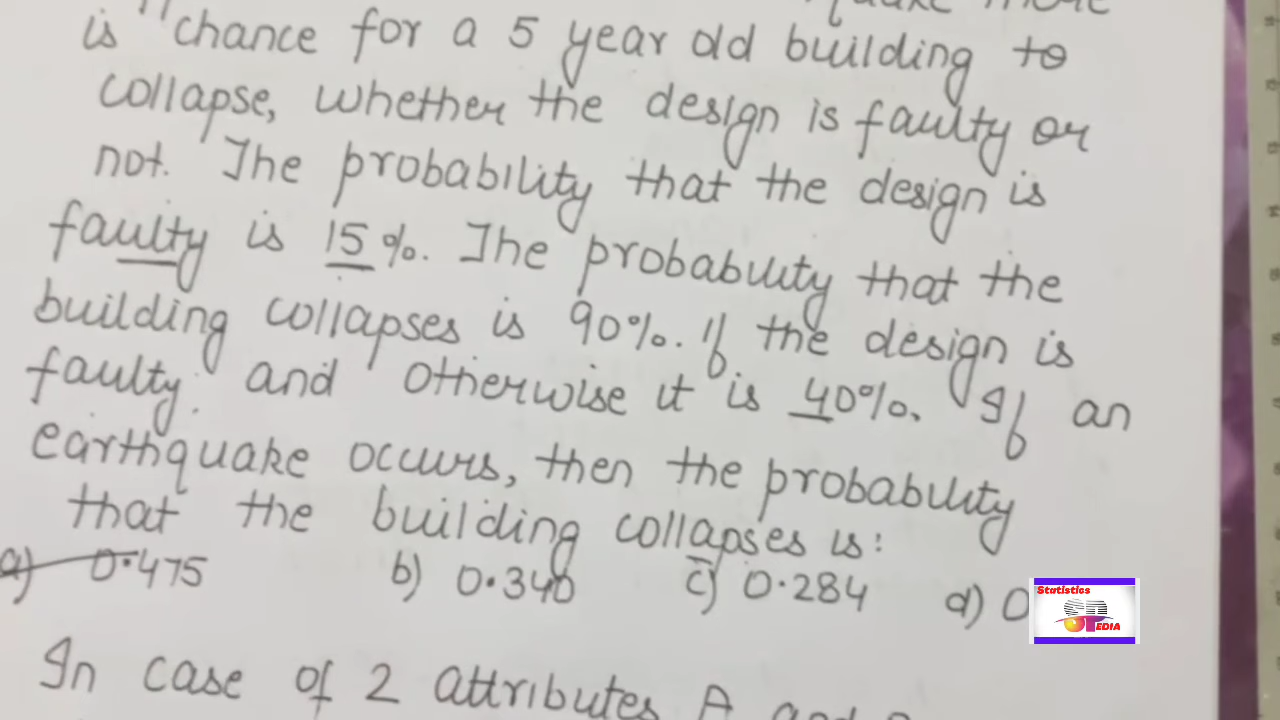 is chance for a 5 year old building to
collapse, whether the design is faulty or
not. The probability that the design is
faulty is 15%. The probability that the
building collapses is 90%. If the design is
faulty. and otherwise it is 40%. If an
earthquake occurs, then the probability
that the building collapses is:
a) 0.475 b) 0.340 c) 0.284 d) 0
Statistics
PEDIA
In case of 2 attributes A and